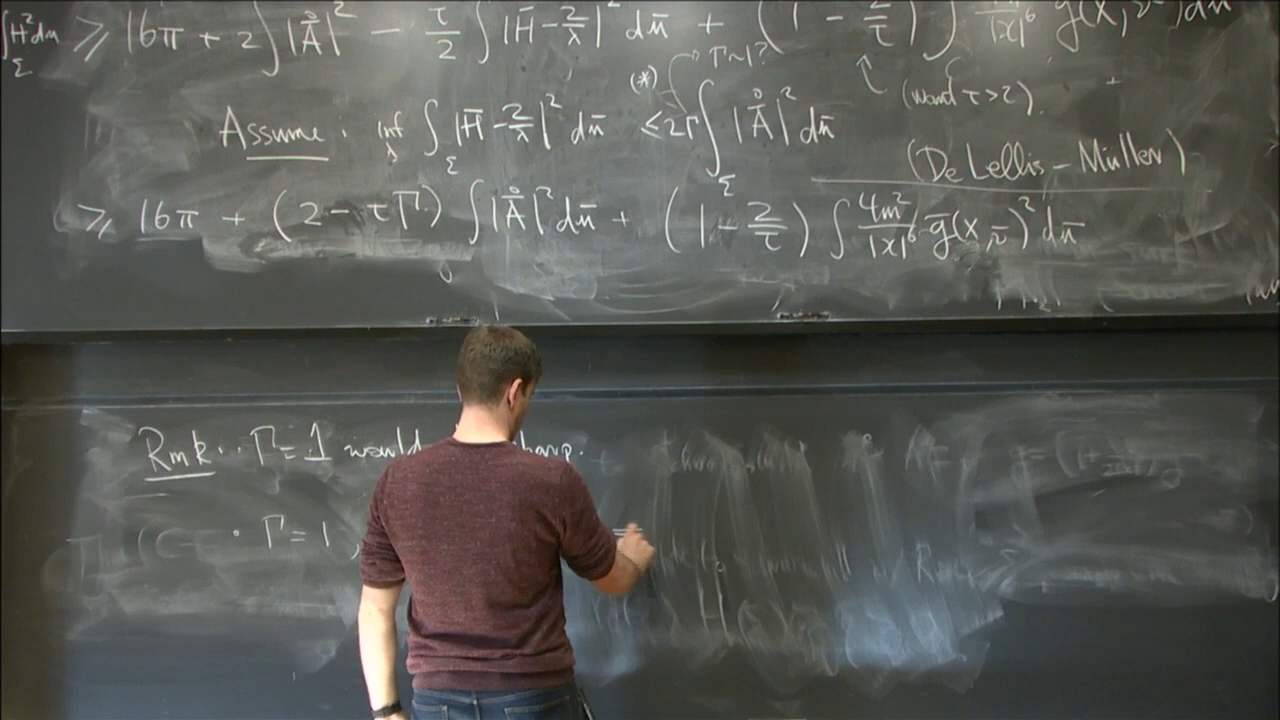 ∫_Σ H²dμ ≥ 16π + 2∫|Å|² - τ/2 ∫|H̄ - 2/λ|² dμ̄ + (1 - 2/τ) ∫ /|x|⁶ ḡ(x, ν̄)² dμ̄
(*) Γ~1?
(want τ>2).
Assume: inf_λ ∫_Σ |H̄ - 2/λ|² dμ̄ ≤ 2Γ ∫_Σ |Å|² dμ̄
(De Lellis - Müller)
≥ 16π + (2 - τΓ) ∫|Å|² dμ̄ + (1 - 2/τ) ∫ 4m²/|x|⁶ ḡ(x, ν̄)² dμ̄
Rmk: · Γ=1 would sharp.
· Γ=1, =